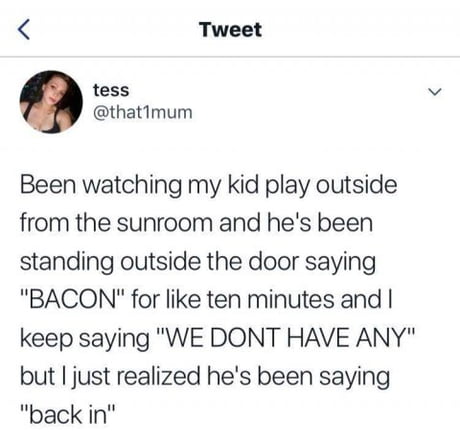 Tweet
tess
@that1mum
Been watching my kid play outside
from the sunroom and he's been
standing outside the door saying
"BACON" for like ten minutes and I
keep saying "WE DONT HAVE ANY"
but I just realized he's been saying
"back in"